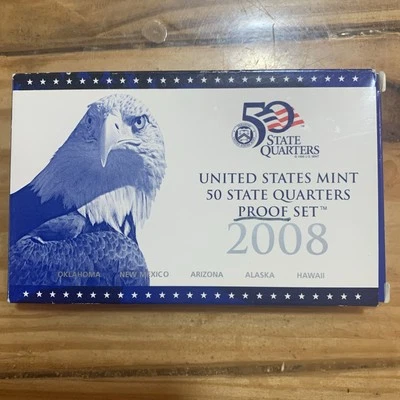 50
STATE
QUARTERS
UNITED STATES MINT
50 STATE QUARTERS
PROOF SET™
2008
OKLAHOMA NEW MEXICO ARIZONA ALASKA HAWAII